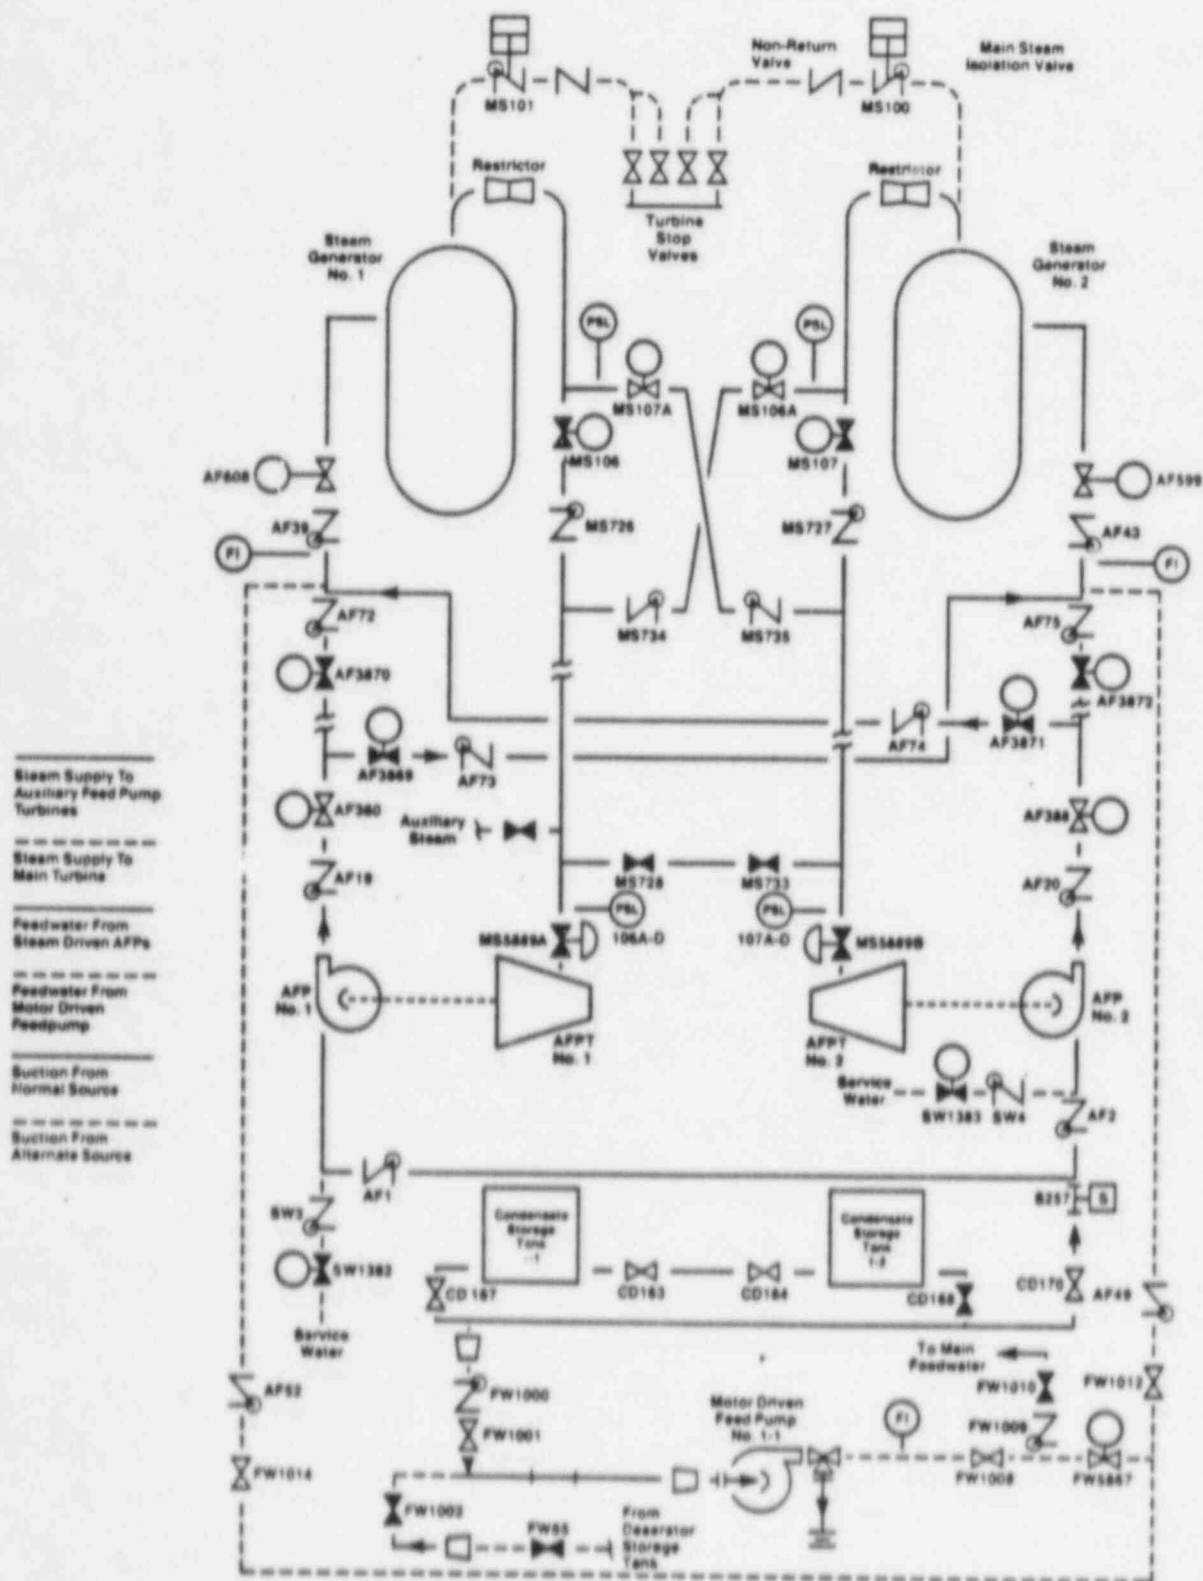 Non-Return
Valve
Main Steam
Isolation Valve
MS101
MS100
Restrictor
Restrictor
Turbine
Stop
Valves
Steam
Generator
No. 1
Steam
Generator
No. 2
PSL
PSL
MS107A
MS106A
MS106
MS107
AF608
AF599
AF39
MS726
MS727
AF43
FI
FI
AF72
MS734
MS735
AF75
AF3870
AF3872
AF3869
AF73
AF74
AF3871
Steam Supply To
Auxiliary Feed Pump
Turbines
Steam Supply To
Main Turbine
Feedwater From
Steam Driven AFPs
Feedwater From
Motor Driven
Feedpump
Suction From
Normal Source
Suction From
Alternate Source
AF360
Auxiliary
Steam
AF388
AF19
MS728
MS733
AF20
PSL
PSL
MS5889A
106A-D
107A-D
MS5889B
AFP
No. 1
AFPT
No. 1
AFPT
No. 2
AFP
No. 2
Service
Water
SW1383
SW4
AF2
AF1
SW3
Condensate
Storage
Tank
Condensate
Storage
Tank
1-2
B257
S
SW1382
CD167
CD163
CD164
CD168
CD170
AF49
Service
Water
To Main
Feedwater
AF52
FW1000
Motor Driven
Feed Pump
No. 1-1
FW1010
FW1012
FW1001
FI
FW1009
FW1014
FW1008
FW5867
FW1002
FW85
From
Deaerator
Storage
Tank